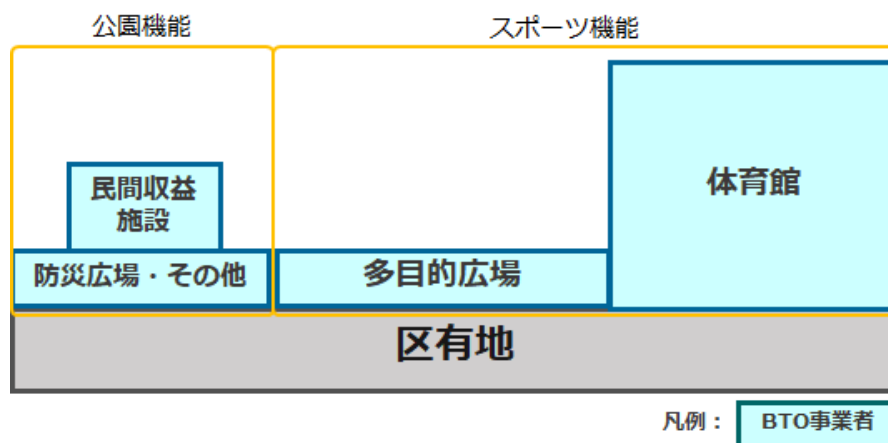 公園機能
スポーツ機能
民間収益
施設
体育館
防災広場・その他
多目的広場
区有地
凡例：
BTO事業者